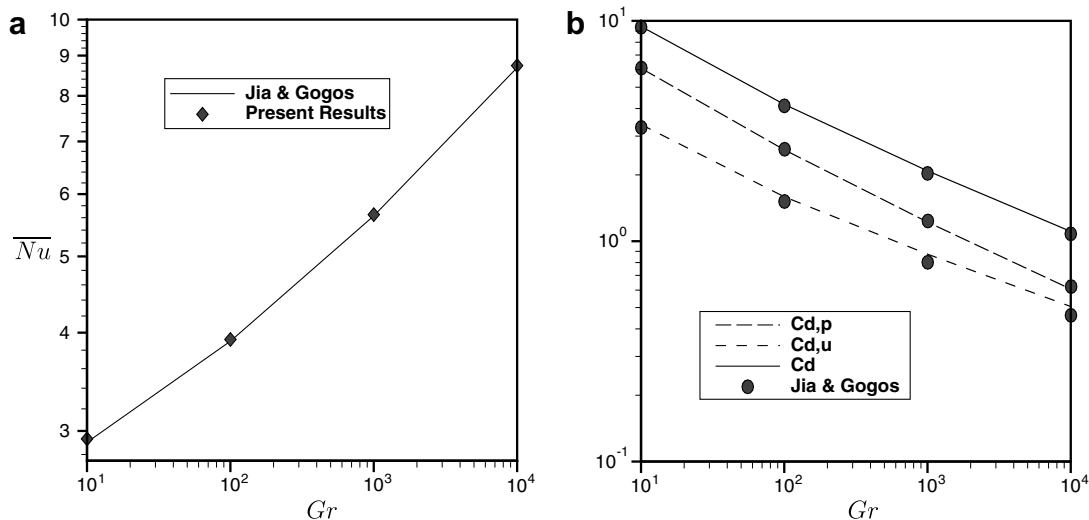 a
10
9
8
7
6
5
4
3
Nu
Jia & Gogos
Present Results
10¹
10²
10³
10⁴
Gr
b
10¹
10⁰
10⁻¹
Cd,p
Cd,u
Cd
Jia & Gogos
10¹
10²
10³
10⁴
Gr